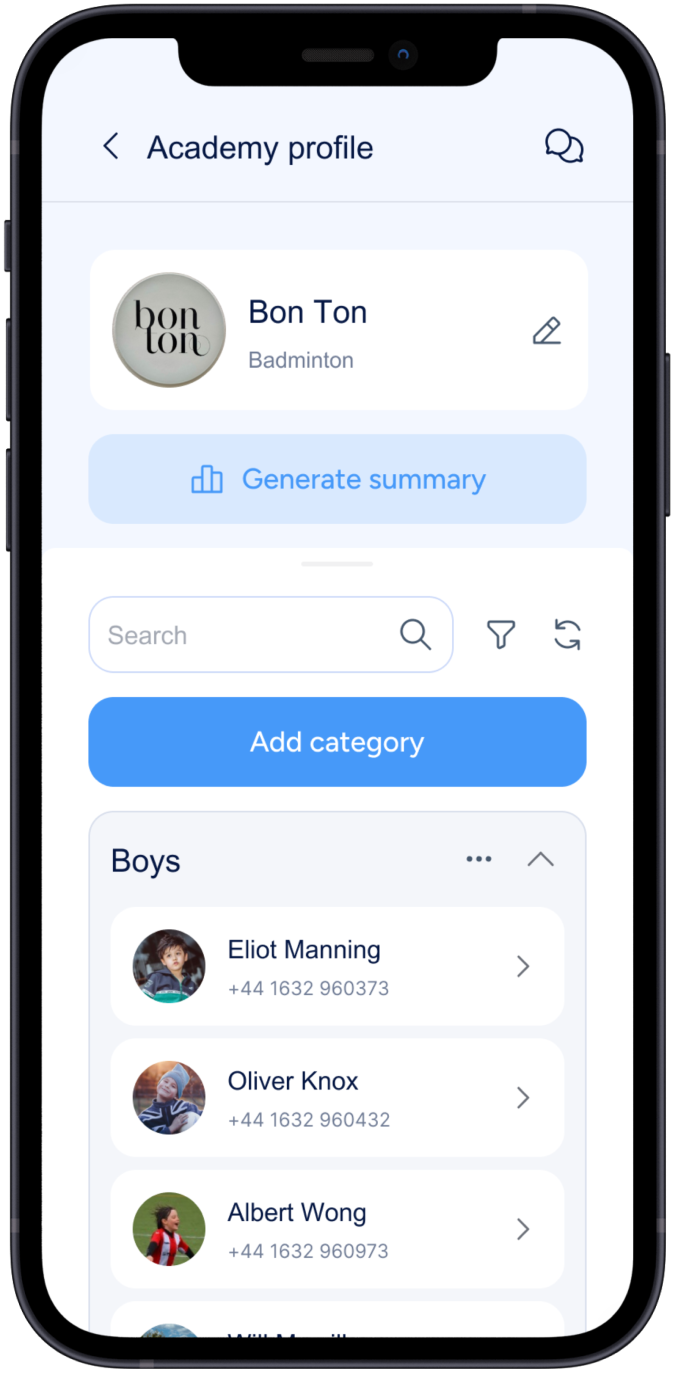 Academy profile
bon
ton
Bon Ton
Badminton
Generate summary
Search
Add category
Boys
Eliot Manning
+44 1632 960373
Oliver Knox
+44 1632 960432
Albert Wong
+44 1632 960973
Will